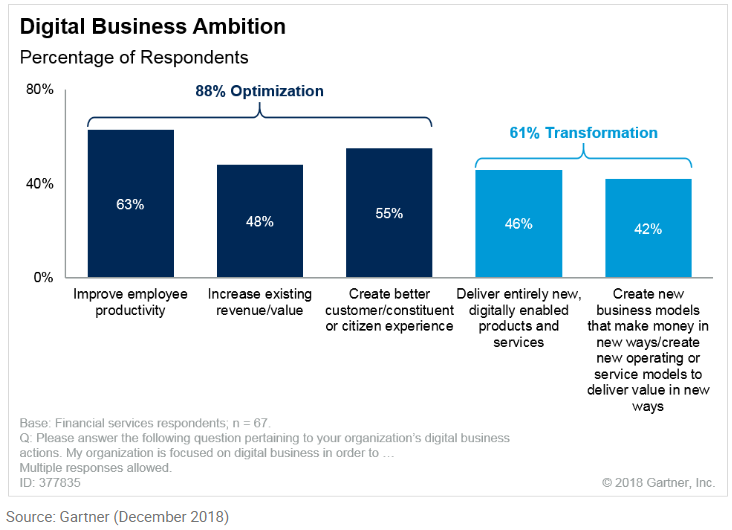 Digital Business Ambition
Percentage of Respondents
80%
88% Optimization
61% Transformation
40%
63%
48%
55%
46%
42%
0%
Improve employee
productivity
Increase existing
revenue/value
Create better
customer/constituent
or citizen experience
Deliver entirely new,
digitally enabled
products and
services
Create new
business models
that make money in
new ways/create
new operating or
service models to
deliver value in new
ways
Base: Financial services respondents; n = 67.
Q: Please answer the following question pertaining to your organization's digital business
actions. My organization is focused on digital business in order to ...
Multiple responses allowed.
ID: 377835
© 2018 Gartner, Inc.
Source: Gartner (December 2018)